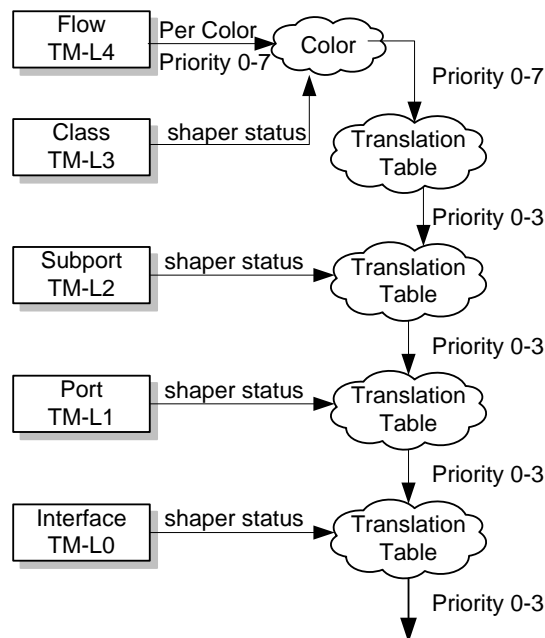 Flow
TM-L4
Per Color
Priority 0-7
Color
Priority 0-7
Class
TM-L3
shaper status
Translation
Table
Priority 0-3
Subport
TM-L2
shaper status
Translation
Table
Priority 0-3
Port
TM-L1
shaper status
Translation
Table
Priority 0-3
Interface
TM-L0
shaper status
Translation
Table
Priority 0-3